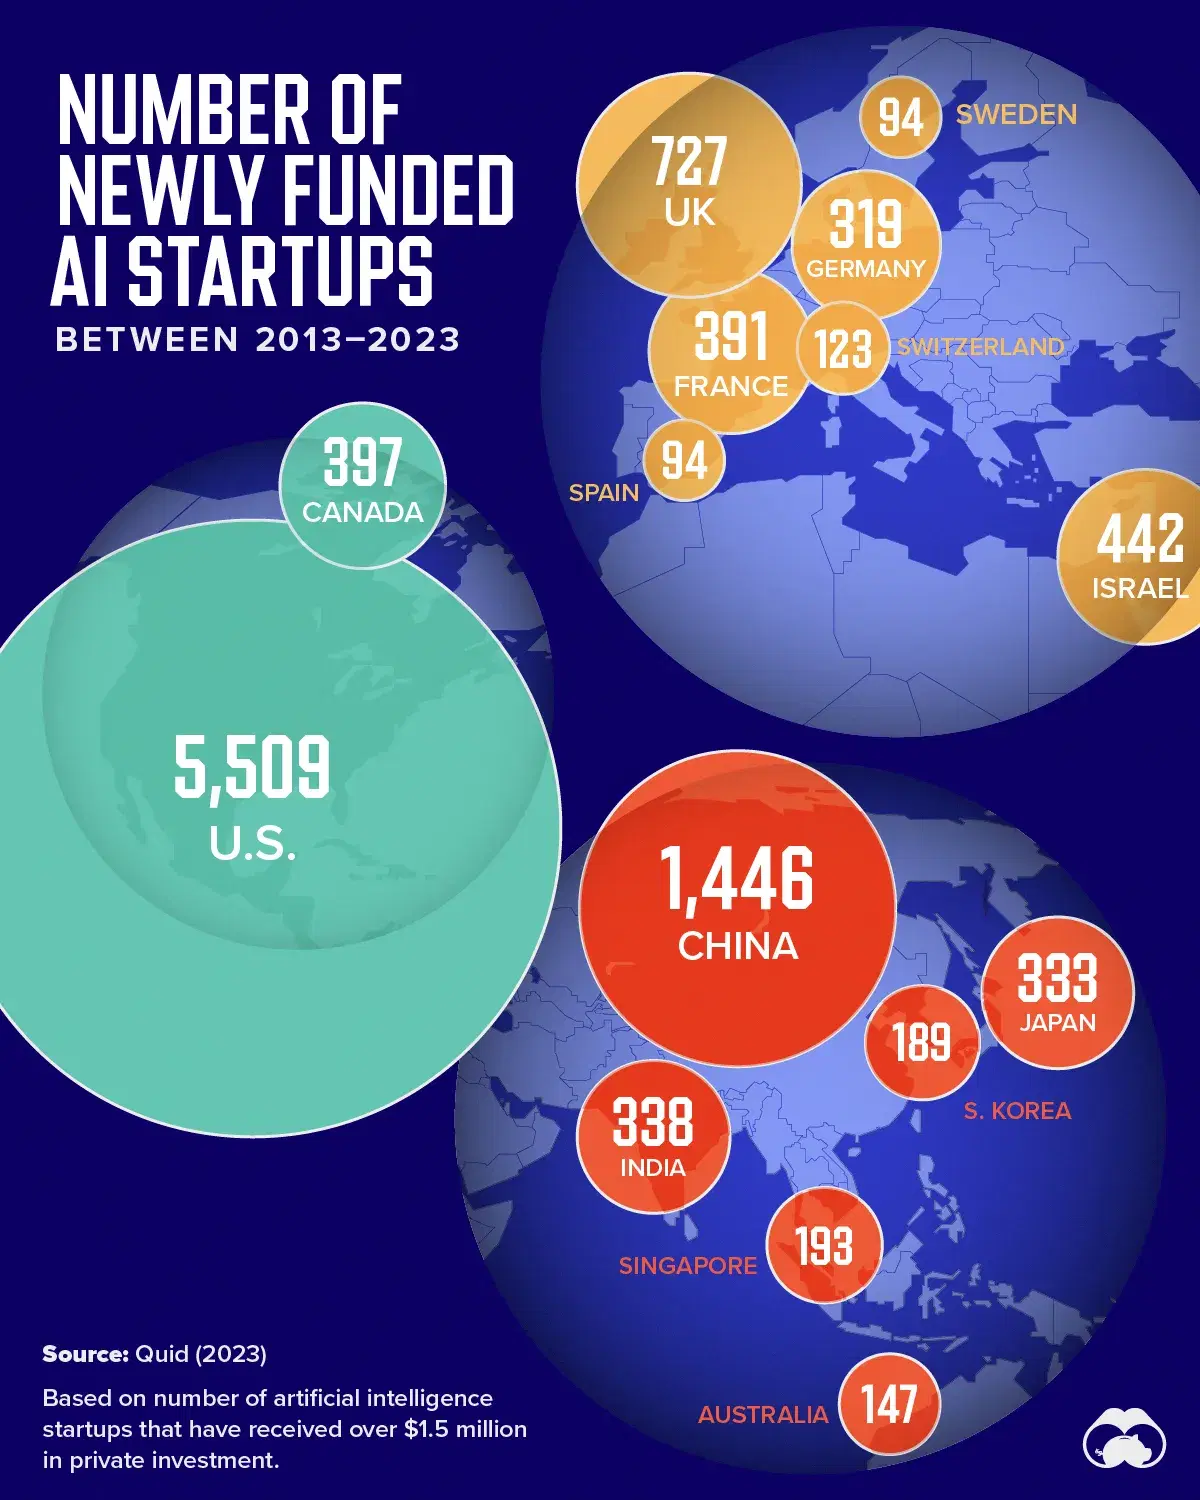 NUMBER OF
NEWLY FUNDED
AI STARTUPS
BETWEEN 2013–2023
727
UK
94
SWEDEN
319
GERMANY
391
FRANCE
123
SWITZERLAND
94
SPAIN
442
ISRAEL
397
CANADA
5,509
U.S.
1,446
CHINA
333
JAPAN
189
S. KOREA
338
INDIA
193
SINGAPORE
147
AUSTRALIA
Source: Quid (2023)
Based on number of artificial intelligence
startups that have received over $1.5 million
in private investment.